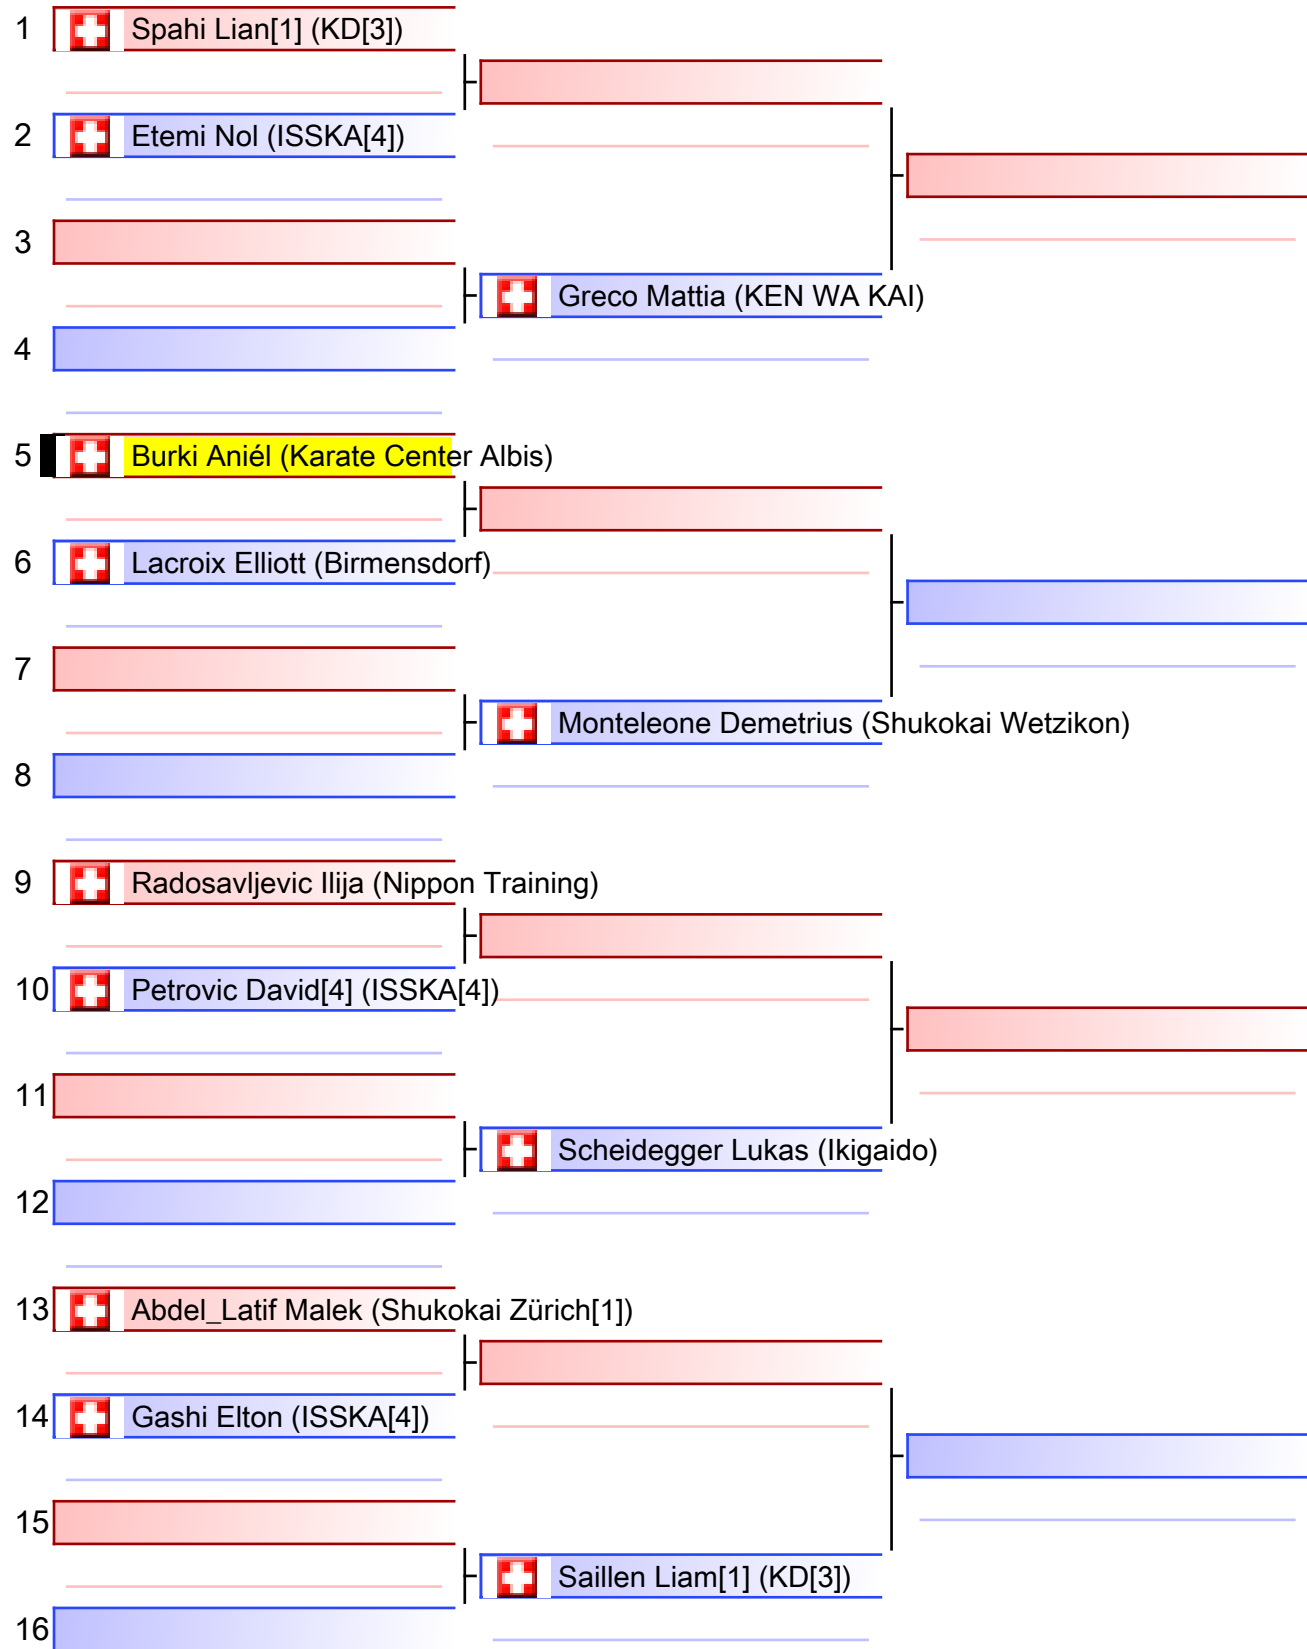 1 Spahi Lian[1] (KD[3])
2 Etemi Nol (ISSKA[4])
3
Greco Mattia (KEN WA KAI)
4
5 Burki Aniél (Karate Center Albis)
6 Lacroix Elliott (Birmensdorf)
7
Monteleone Demetrius (Shukokai Wetzikon)
8
9 Radosavljevic Ilija (Nippon Training)
10 Petrovic David[4] (ISSKA[4])
11
Scheidegger Lukas (Ikigaido)
12
13 Abdel_Latif Malek (Shukokai Zürich[1])
14 Gashi Elton (ISSKA[4])
15
Saillen Liam[1] (KD[3])
16